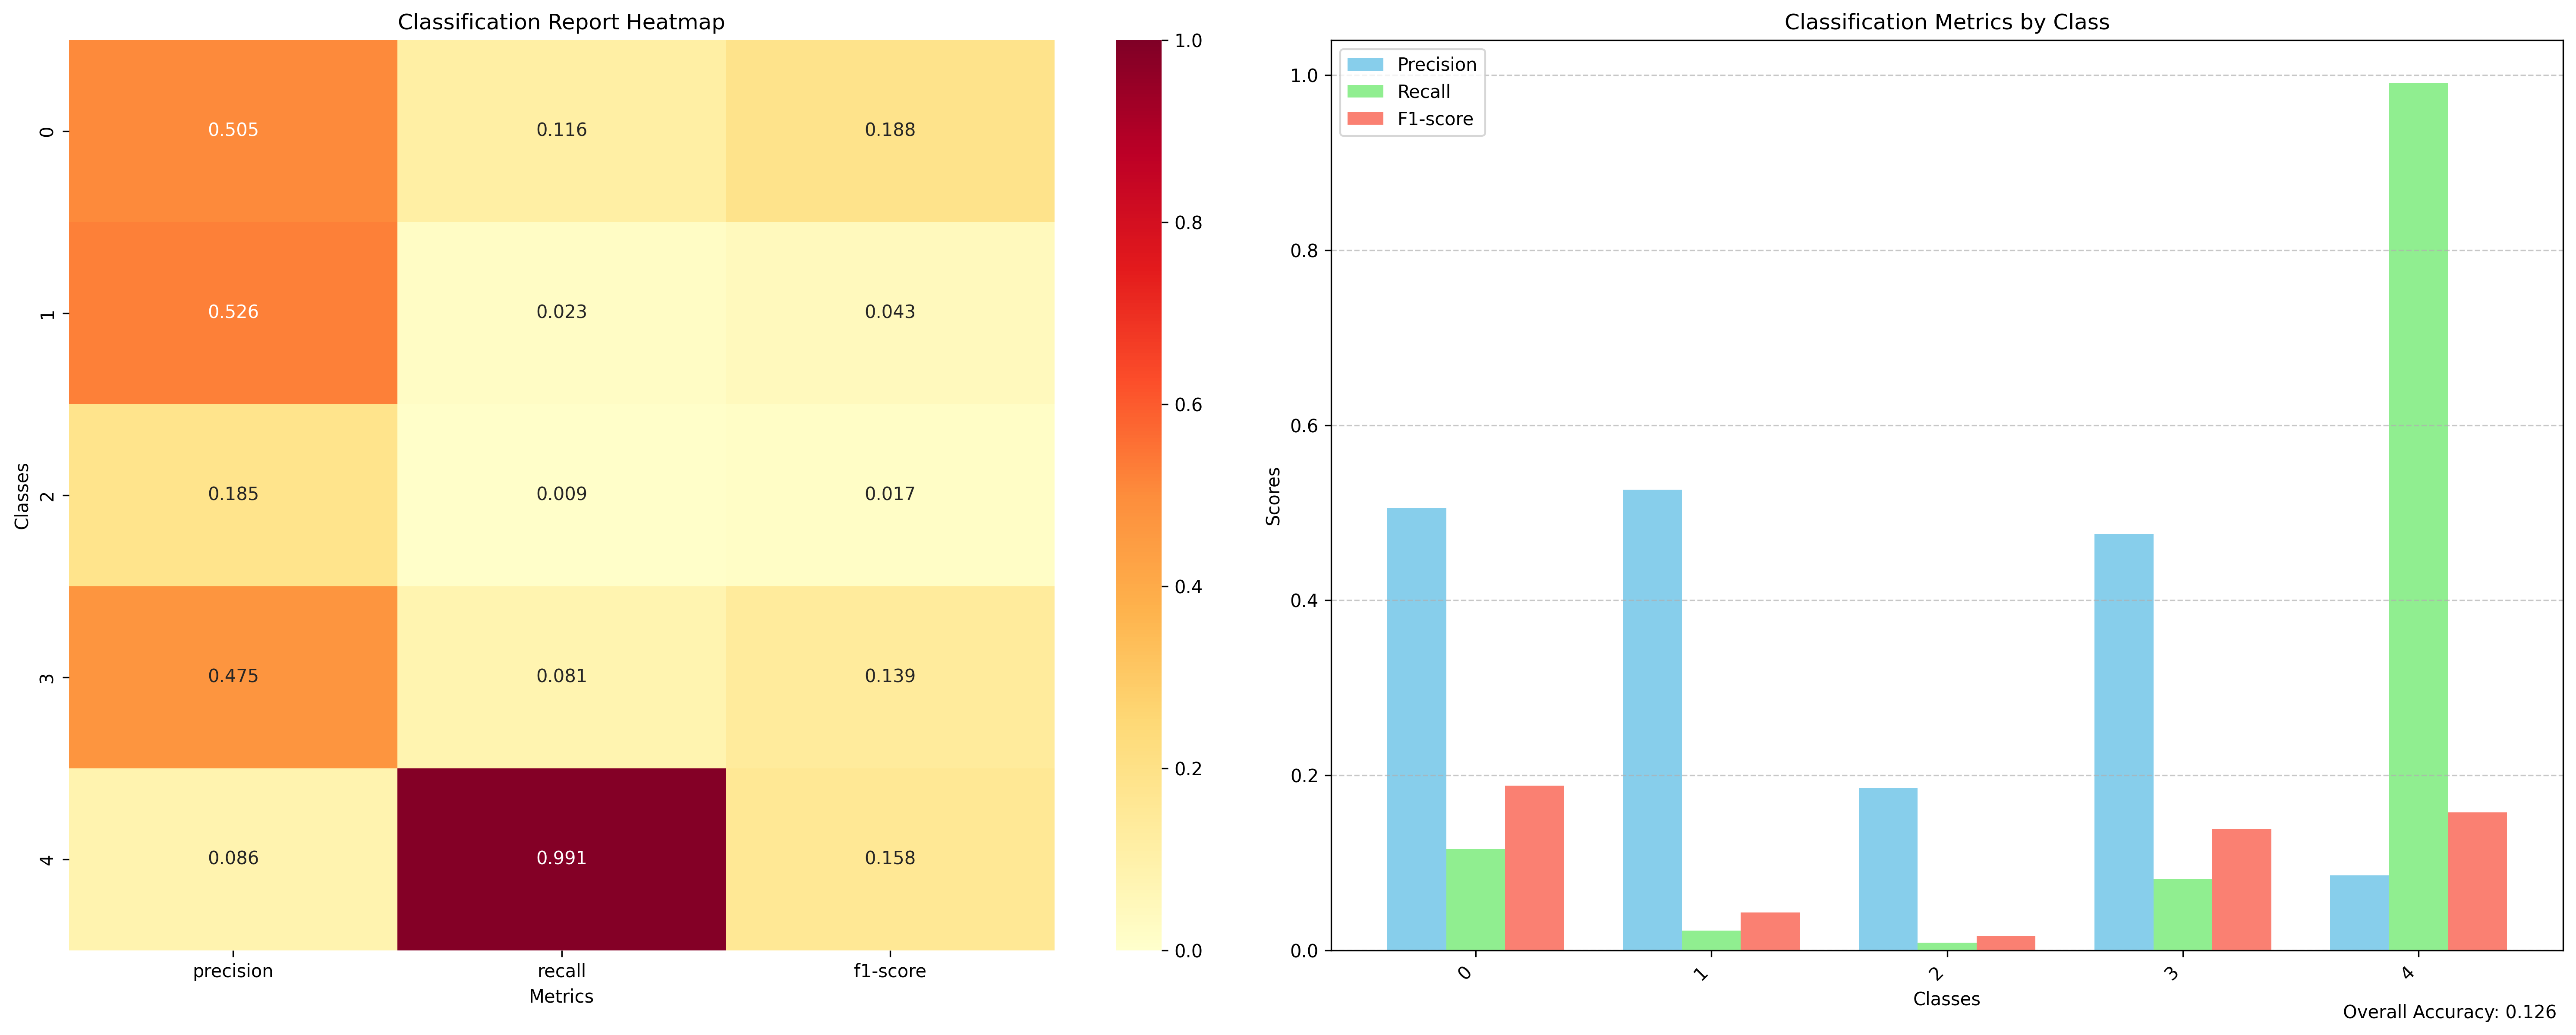 Classification Report Heatmap
0.505 0.116 0.188
0.526 0.023 0.043
0.185 0.009 0.017
0.475 0.081 0.139
0.086 0.991 0.158
0
1
2
3
4
Classes
precision recall f1-score
Metrics
1.0
0.8
0.6
0.4
0.2
0.0
Classification Metrics by Class
Precision
Recall
F1-score
1.0
0.8
0.6
0.4
0.2
0.0
Scores
0 1 2 3 4
Classes
Overall Accuracy: 0.126